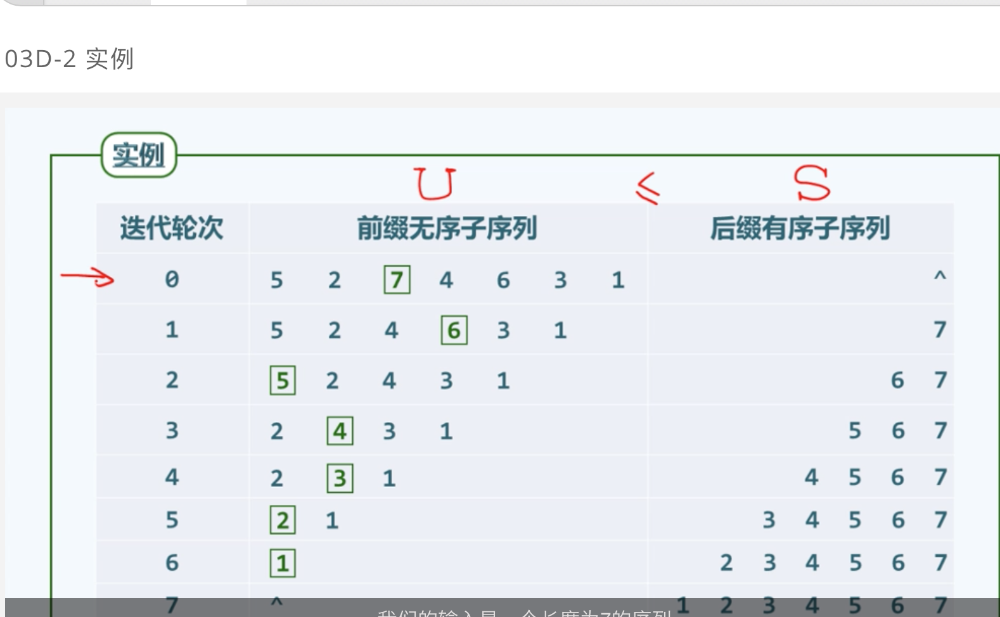 03D-2 实例
实例
U ≤ S
迭代轮次 前缀无序子序列 后缀有序子序列
0 5 2 7 4 6 3 1 ^
1 5 2 4 6 3 1 7
2 5 2 4 3 1 6 7
3 2 4 3 1 5 6 7
4 2 3 1 4 5 6 7
5 2 1 3 4 5 6 7
6 1 2 3 4 5 6 7
7 ^ 1 2 3 4 5 6 7
我们的输入是一个长度为7的序列